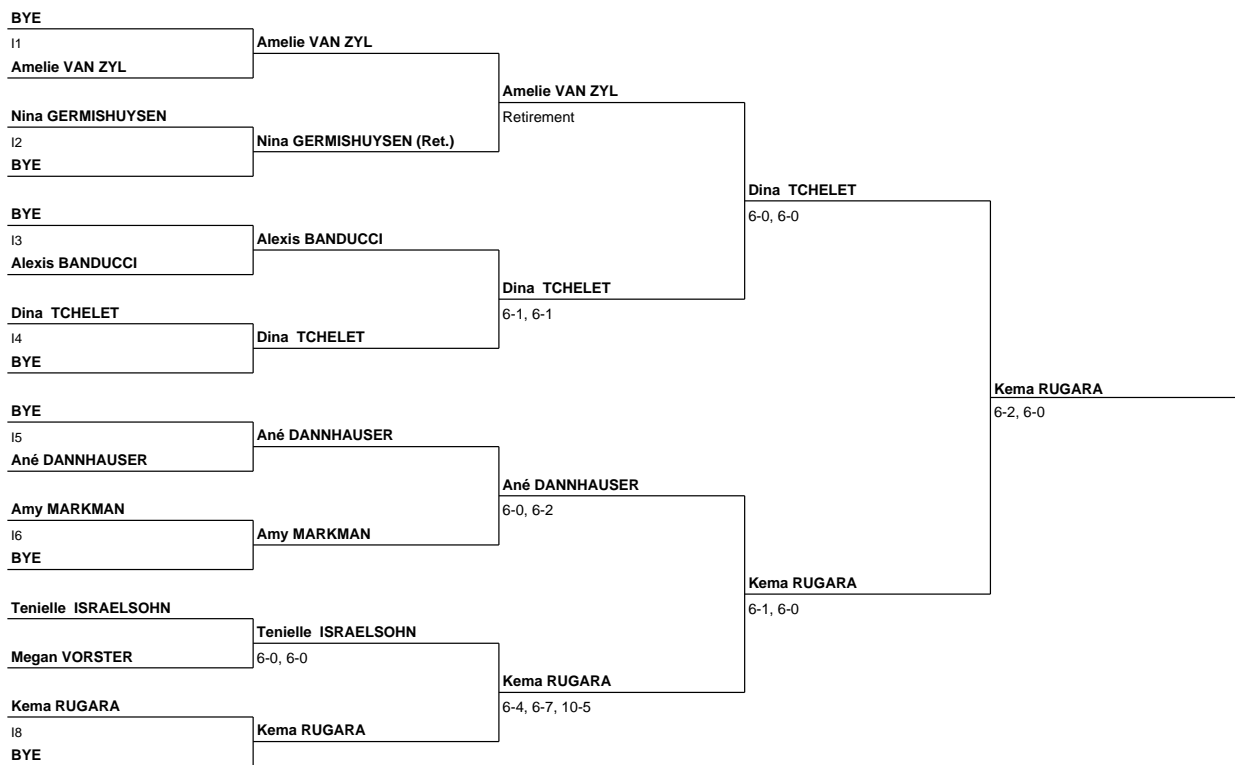 BYE
I1
Amelie VAN ZYL
Amelie VAN ZYL
Nina GERMISHUYSEN
I2
BYE
Nina GERMISHUYSEN (Ret.)
Amelie VAN ZYL
Retirement
BYE
I3
Alexis BANDUCCI
Alexis BANDUCCI
Dina TCHELET
I4
BYE
Dina TCHELET
Dina TCHELET
6-1, 6-1
Dina TCHELET
6-0, 6-0
BYE
I5
Ané DANNHAUSER
Ané DANNHAUSER
Amy MARKMAN
I6
BYE
Amy MARKMAN
Ané DANNHAUSER
6-0, 6-2
Tenielle ISRAELSOHN
Megan VORSTER
Tenielle ISRAELSOHN
6-0, 6-0
Kema RUGARA
I8
BYE
Kema RUGARA
Kema RUGARA
6-4, 6-7, 10-5
Kema RUGARA
6-1, 6-0
Kema RUGARA
6-2, 6-0